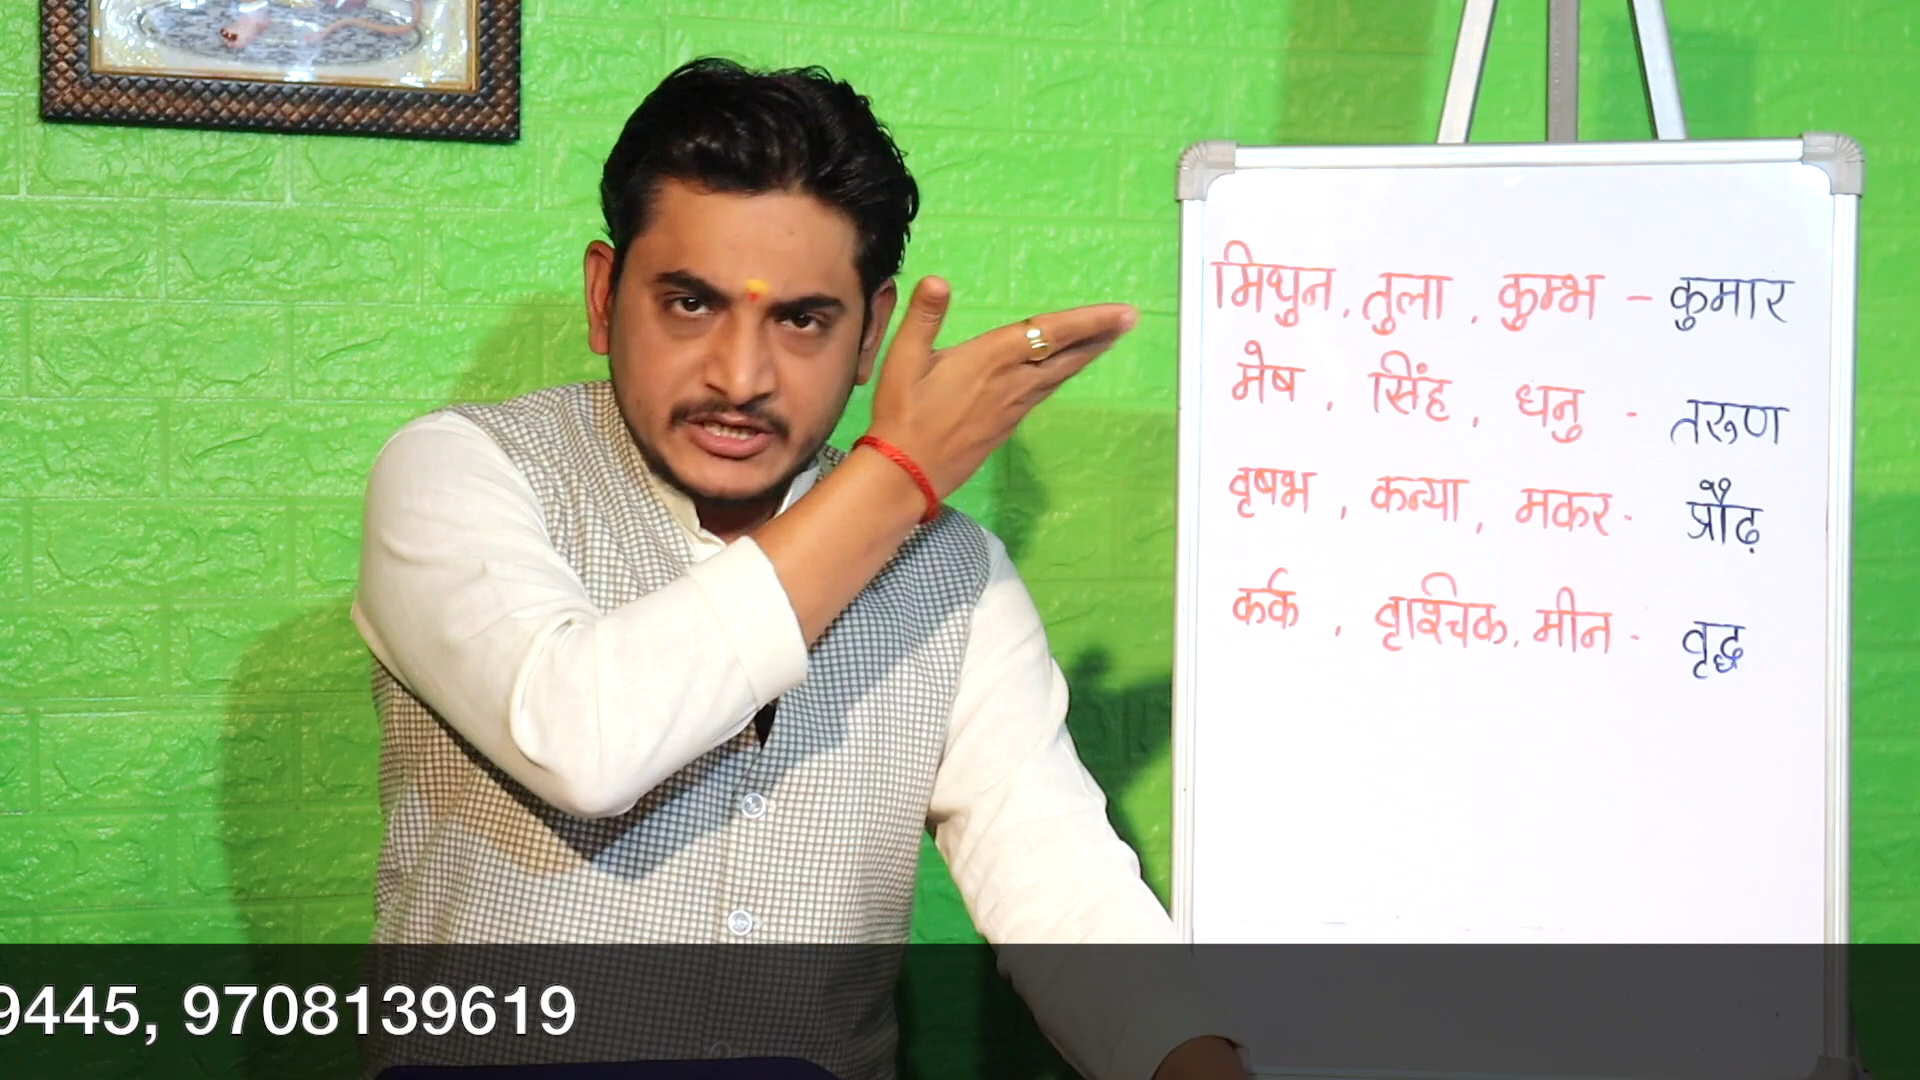 मिथुन, तुला, कुम्भ – कुमार
मेष, सिंह, धनु - तरूण
वृषभ, कन्या, मकर - प्रौढ़
कर्क, वृश्चिक, मीन - वृद्ध
9445, 9708139619